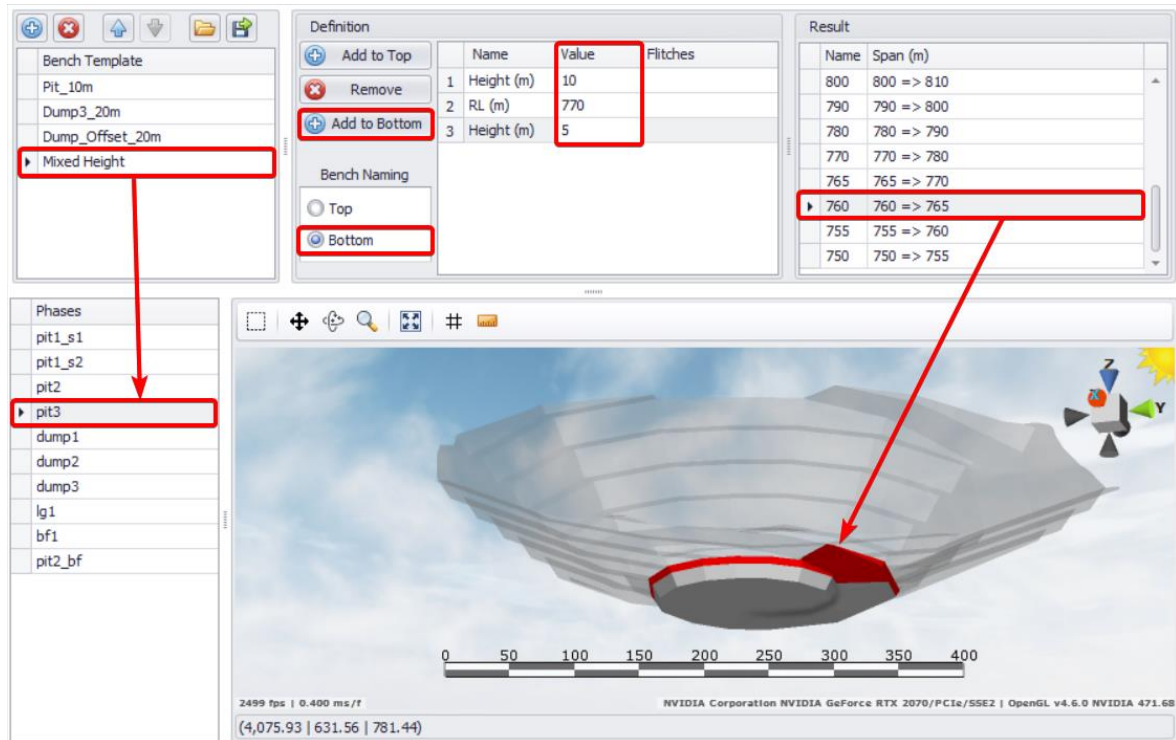 Bench Template
Pit_10m
Dump3_20m
Dump_Offset_20m
Mixed Height
Definition
Add to Top
Remove
Add to Bottom
Bench Naming
Top
Bottom
Name Value Flitches
1 Height (m) 10
2 RL (m) 770
3 Height (m) 5
Result
Name Span (m)
800 800 => 810
790 790 => 800
780 780 => 790
770 770 => 780
765 765 => 770
760 760 => 765
755 755 => 760
750 750 => 755
Phases
pit1_s1
pit1_s2
pit2
pit3
dump1
dump2
dump3
lg1
bf1
pit2_bf
Z
X
Y
0 50 100 150 200 250 300 350 400
2499 fps | 0.400 ms/f
NVIDIA Corporation NVIDIA GeForce RTX 2070/PCIe/SSE2 | OpenGL v4.6.0 NVIDIA 471.68
(4,075.93 | 631.56 | 781.44)